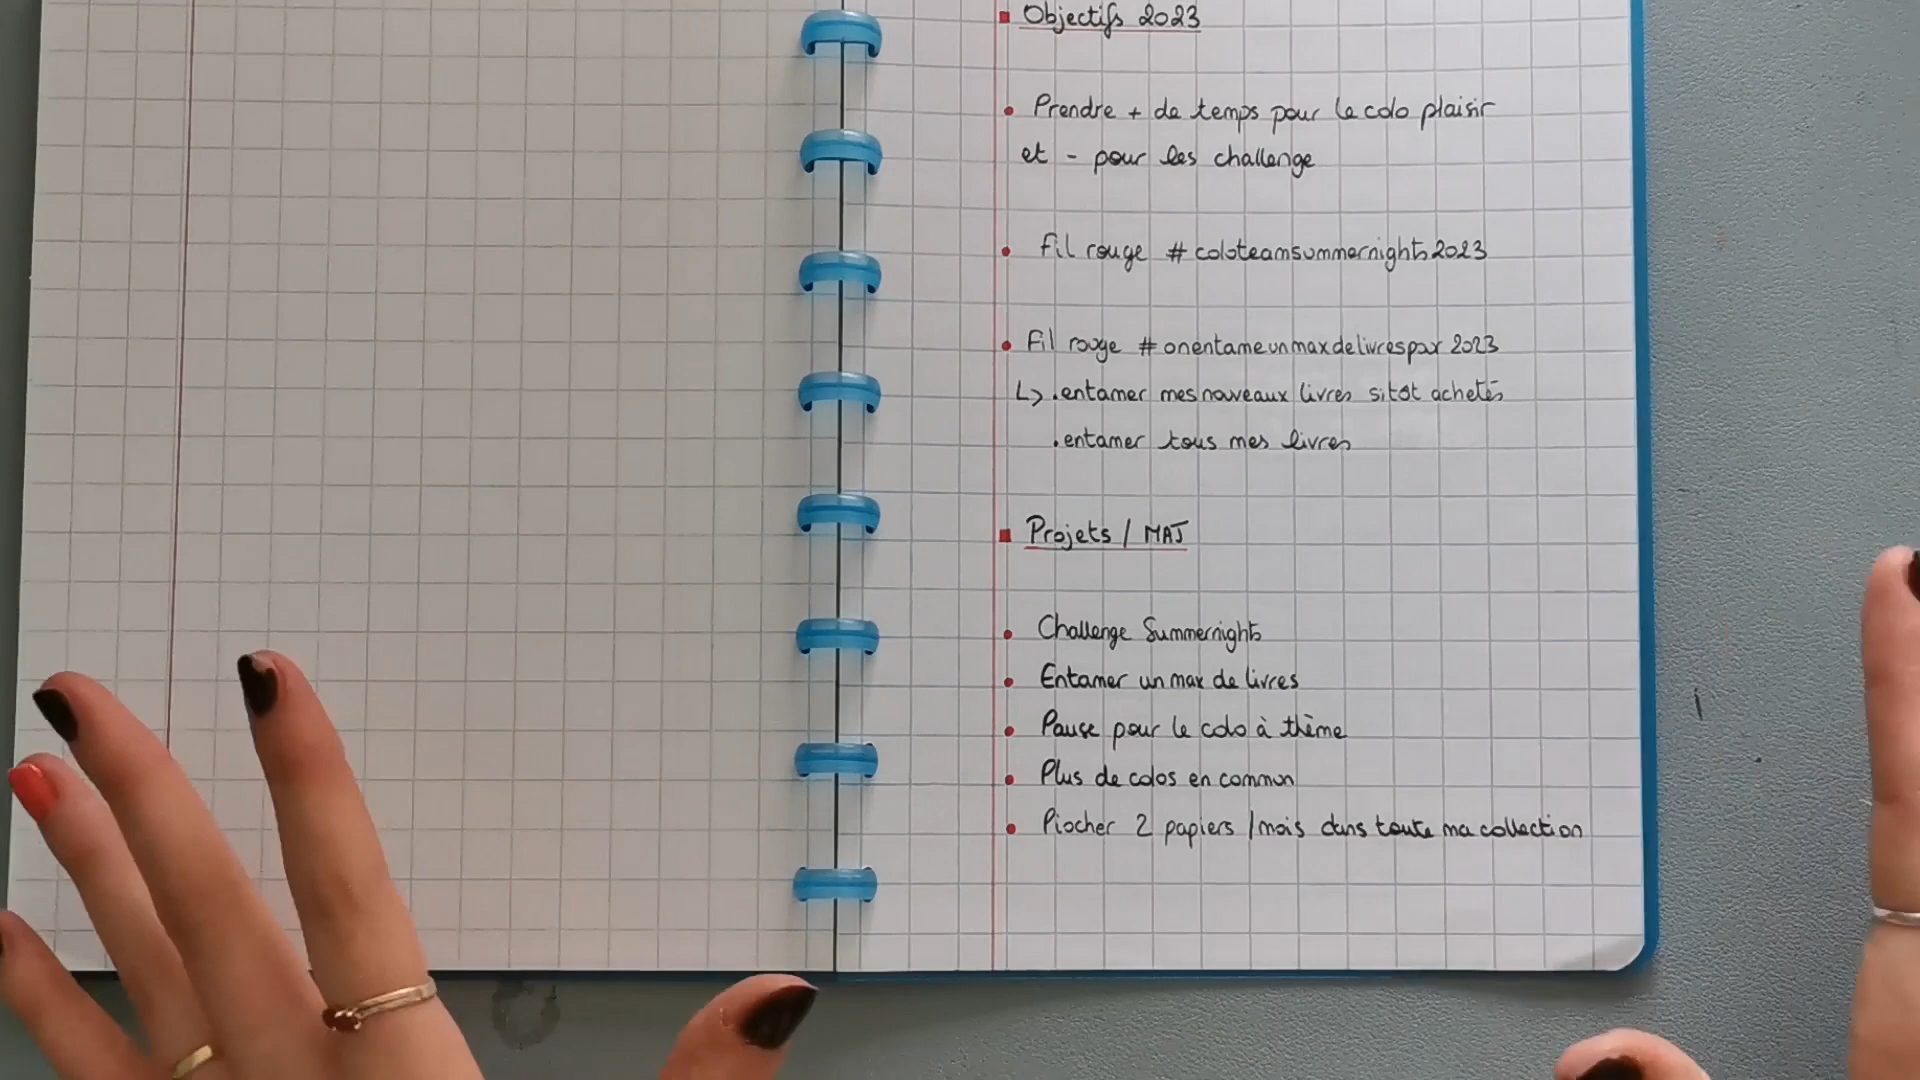 Objectifs 2023
Prendre + de temps pour le colo plaisir
et - pour les challenge
Fil rouge #coloteamsummernights2023
Fil rouge #onentameunmaxdelivrespar2023
↳ .entamer mes nouveaux livres sitôt achetés
.entamer tous mes livres
Projets / MAJ
Challenge Summernights
Entamer un max de livres
Pause pour le colo à thème
Plus de colos en commun
Piocher 2 papiers /mois dans toute ma collection